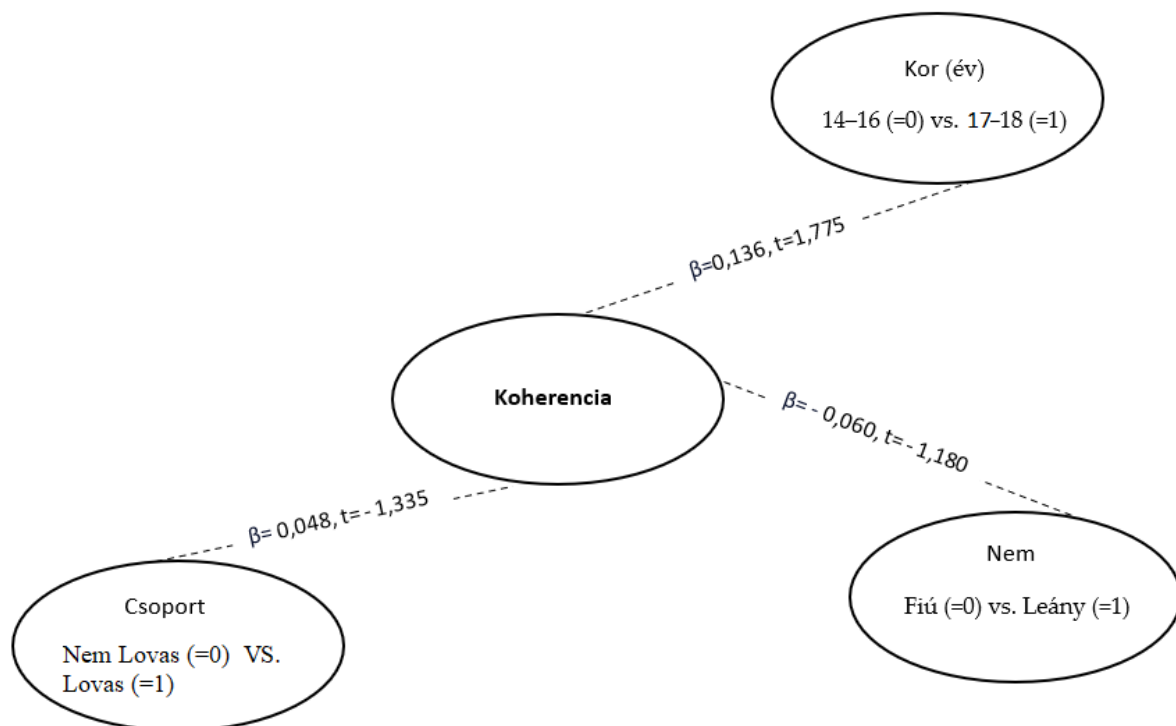 Kor (év)
14–16 (=0) vs. 17–18 (=1)
β=0,136, t=1,775
Koherencia
β= - 0,060, t= - 1,180
β= 0,048, t= - 1,335
Nem
Fiú (=0) vs. Leány (=1)
Csoport
Nem Lovas (=0) VS.
Lovas (=1)